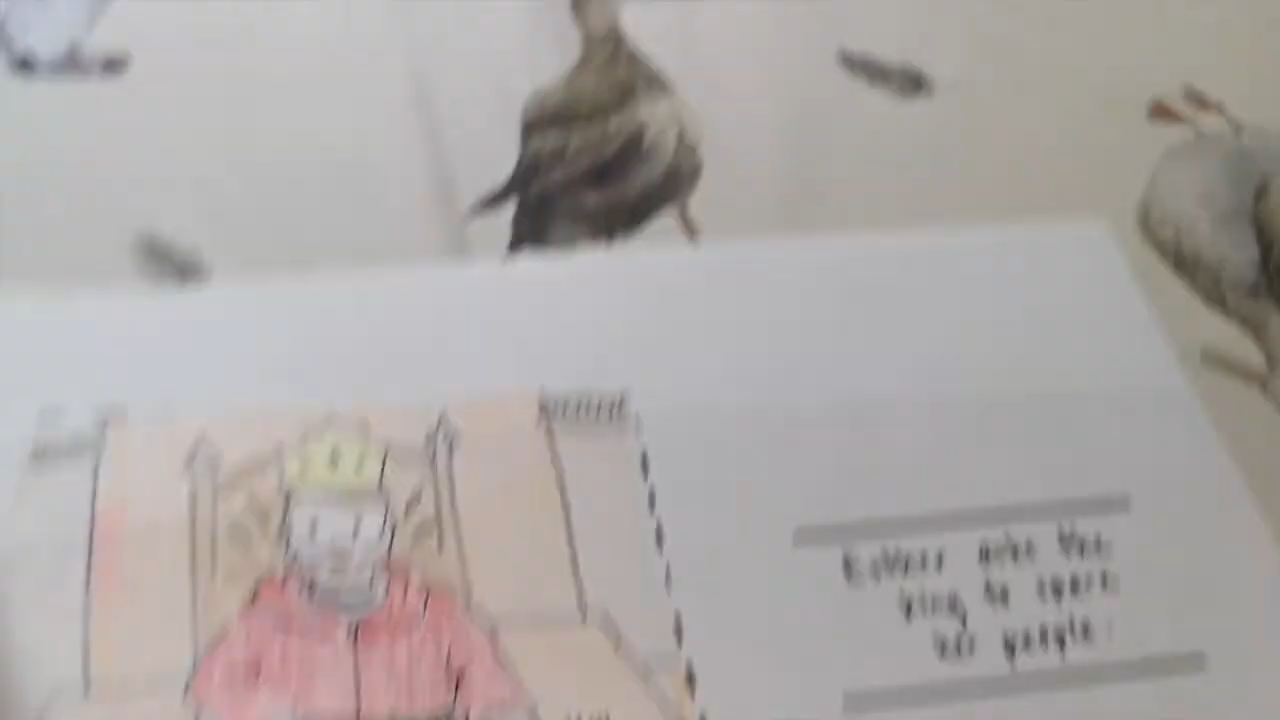 Esther asks the
king to spare
her people.